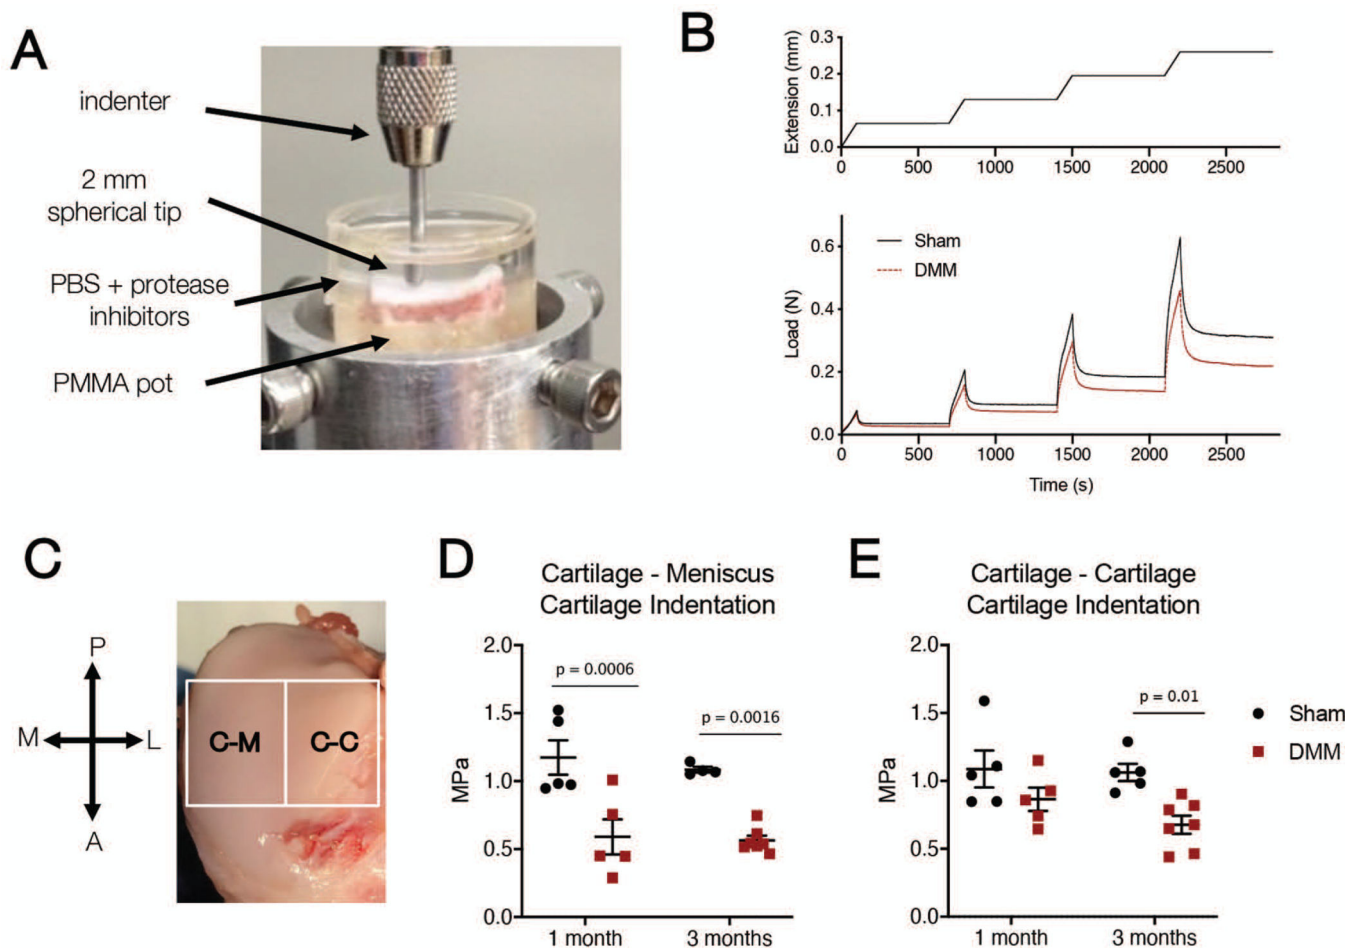 A
indenter
2 mm
spherical tip
PBS + protease
inhibitors
PMMA pot
B
Extension (mm)
0.3
0.2
0.1
0.0
0 500 1000 1500 2000 2500
Load (N)
0.6
0.4
0.2
0.0
Sham
DMM
0 500 1000 1500 2000 2500
Time (s)
C
P
M L
A
C-M C-C
D
Cartilage - Meniscus
Cartilage Indentation
MPa
2.0
1.5
1.0
0.5
0.0
p = 0.0006
p = 0.0016
1 month 3 months
E
Cartilage - Cartilage
Cartilage Indentation
MPa
2.0
1.5
1.0
0.5
0.0
p = 0.01
Sham
DMM
1 month 3 months